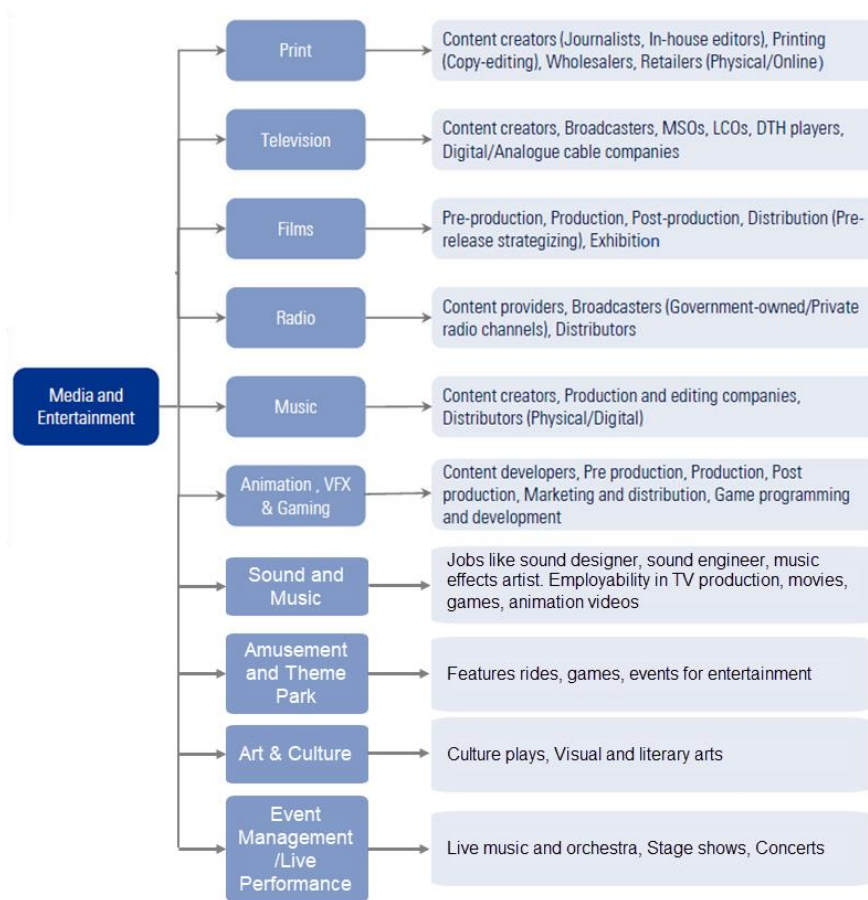 Print
Content creators (Journalists, In-house editors), Printing
(Copy-editing), Wholesalers, Retailers (Physical/Online)
Television
Content creators, Broadcasters, MSOs, LCOs, DTH players,
Digital/Analogue cable companies
Films
Pre-production, Production, Post-production, Distribution (Pre-
release strategizing), Exhibition
Radio
Content providers, Broadcasters (Government-owned/Private
radio channels), Distributors
Media and
Entertainment
Music
Content creators, Production and editing companies,
Distributors (Physical/Digital)
Animation , VFX
& Gaming
Content developers, Pre production, Production, Post
production, Marketing and distribution, Game programming
and development
Sound and
Music
Jobs like sound designer, sound engineer, music
effects artist. Employability in TV production, movies,
games, animation videos
Amusement
and Theme
Park
Features rides, games, events for entertainment
Art & Culture
Culture plays, Visual and literary arts
Event
Management
/Live
Performance
Live music and orchestra, Stage shows, Concerts